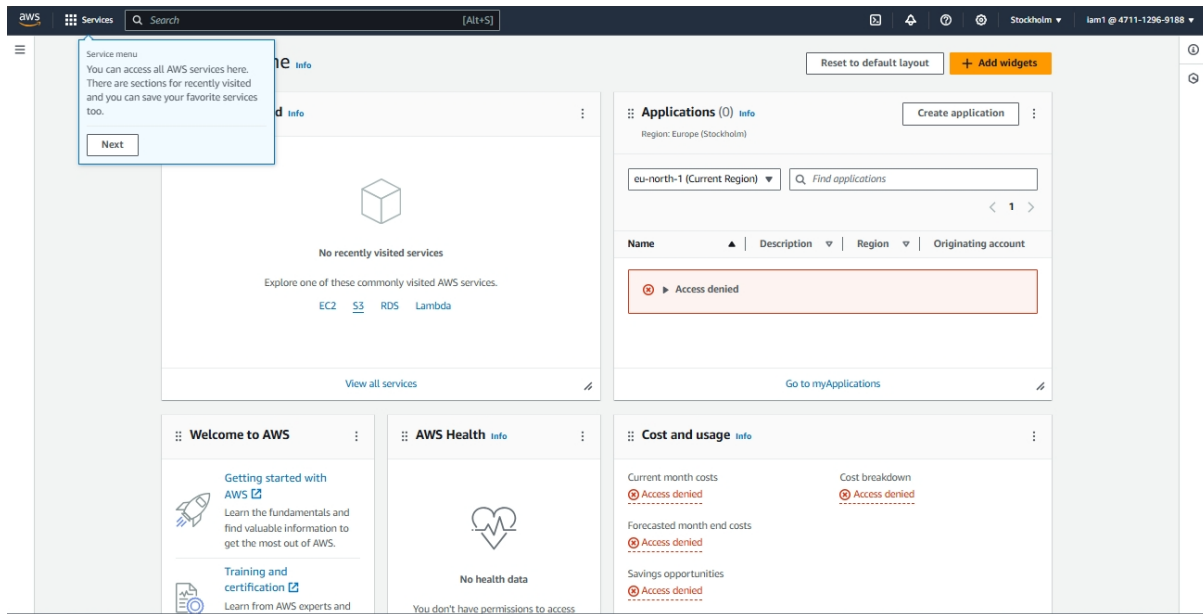 aws
Services
Search
[Alt+S]
Stockholm
Iam1 @ 4711-1296-9188
Service menu
You can access all AWS services here.
There are sections for recently visited
and you can save your favorite services
too.
Next
Info
Reset to default layout
+ Add widgets
Info
No recently visited services
Explore one of these commonly visited AWS services.
EC2 S3 RDS Lambda
View all services
Applications (0) Info
Region: Europe (Stockholm)
Create application
eu-north-1 (Current Region)
Find applications
1
Name Description Region Originating account
Access denied
Go to myApplications
Welcome to AWS
Getting started with
AWS
Learn the fundamentals and
find valuable information to
get the most out of AWS.
Training and
certification
Learn from AWS experts and
AWS Health Info
No health data
You don't have permissions to access
Cost and usage Info
Current month costs
Access denied
Forecasted month end costs
Access denied
Savings opportunities
Access denied
Cost breakdown
Access denied